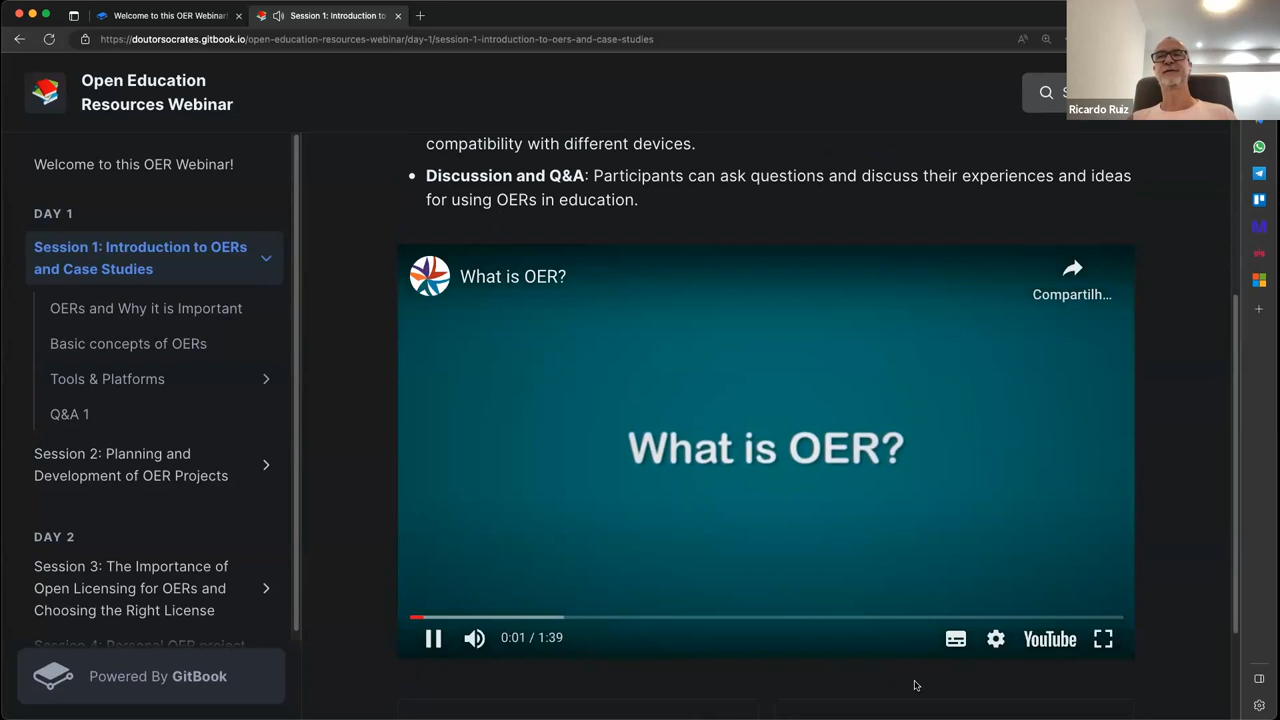 Welcome to this OER Webinar!
Session 1: Introduction to
https://doutorsocrates.gitbook.io/open-education-resources-webinar/day-1/session-1-introduction-to-oers-and-case-studies
Open Education
Resources Webinar
Ricardo Ruiz
Welcome to this OER Webinar!
DAY 1
Session 1: Introduction to OERs
and Case Studies
OERs and Why it is Important
Basic concepts of OERs
Tools & Platforms
Q&A 1
Session 2: Planning and
Development of OER Projects
DAY 2
Session 3: The Importance of
Open Licensing for OERs and
Choosing the Right License
Session 4: Personal OER project
Powered By GitBook
compatibility with different devices.
• Discussion and Q&A: Participants can ask questions and discuss their experiences and ideas
for using OERs in education.
What is OER?
Compartilh...
What is OER?
0:01 / 1:39
YouTube